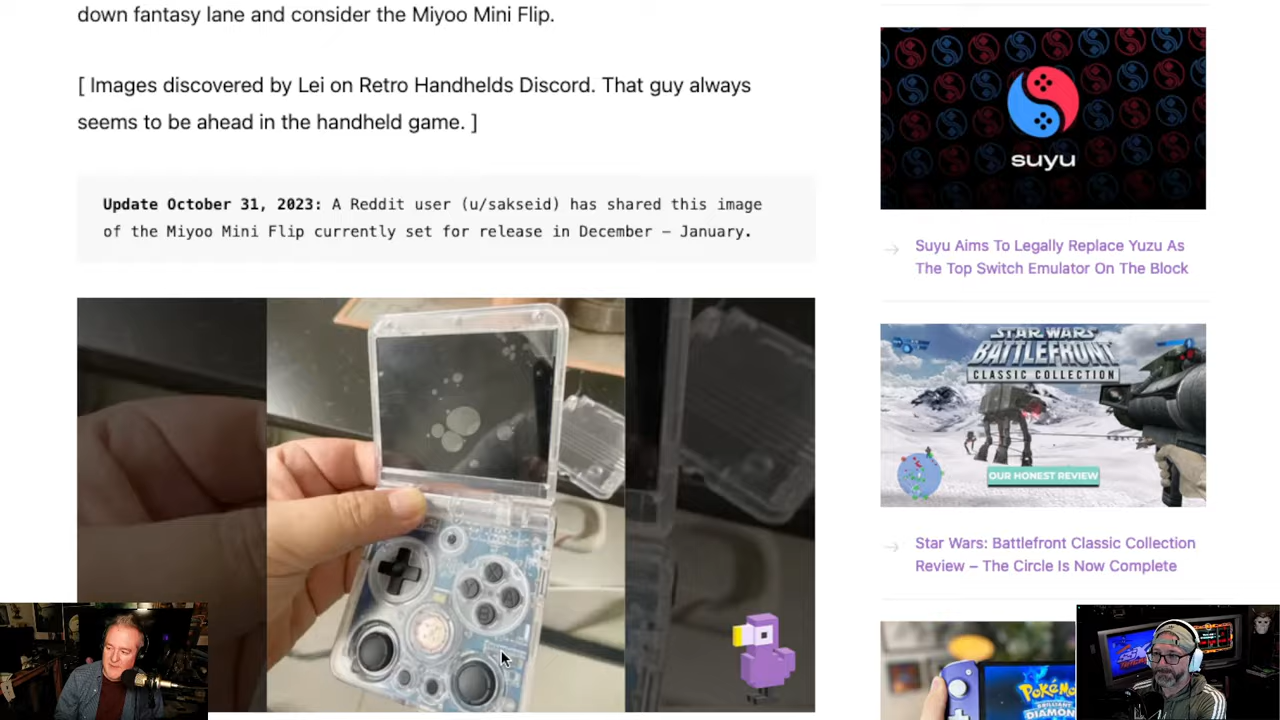 down fantasy lane and consider the Miyoo Mini Flip.
[ Images discovered by Lei on Retro Handhelds Discord. That guy always
seems to be ahead in the handheld game. ]
Update October 31, 2023: A Reddit user (u/sakseid) has shared this image
of the Miyoo Mini Flip currently set for release in December – January.
suyu
Suyu Aims To Legally Replace Yuzu As
The Top Switch Emulator On The Block
STAR WARS
BATTLEFRONT
CLASSIC COLLECTION
OUR HONEST REVIEW
Star Wars: Battlefront Classic Collection
Review – The Circle Is Now Complete
Pokémon
BRILLIANT
DIAMOND